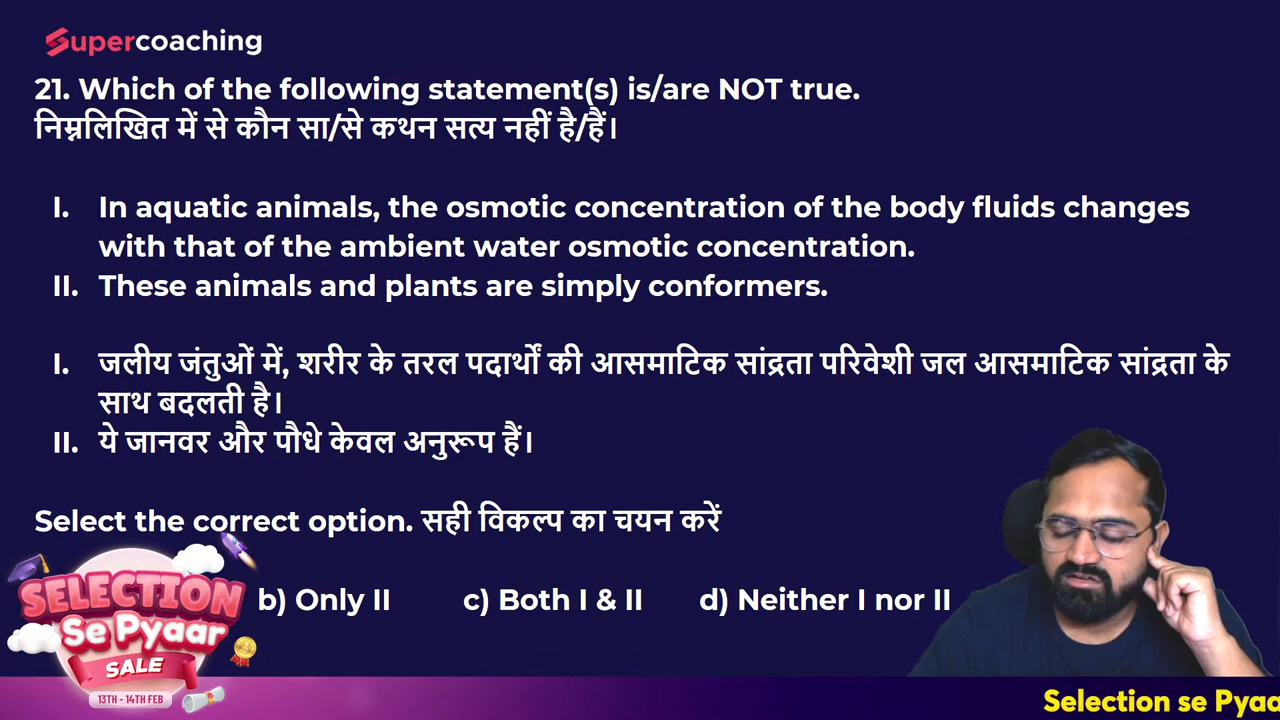 Supercoaching
21. Which of the following statement(s) is/are NOT true.
निम्नलिखित में से कौन सा/से कथन सत्य नहीं है/हैं।
I. In aquatic animals, the osmotic concentration of the body fluids changes
with that of the ambient water osmotic concentration.
II. These animals and plants are simply conformers.
I. जलीय जंतुओं में, शरीर के तरल पदार्थों की आसमाटिक सांद्रता परिवेशी जल आसमाटिक सांद्रता के
साथ बदलती है।
II. ये जानवर और पौधे केवल अनुरूप हैं।
Select the correct option. सही विकल्प का चयन करें
b) Only II c) Both I & II d) Neither I nor II
SELECTION
Se Pyaar
SALE
13TH - 14TH FEB
Selection se Pyaa